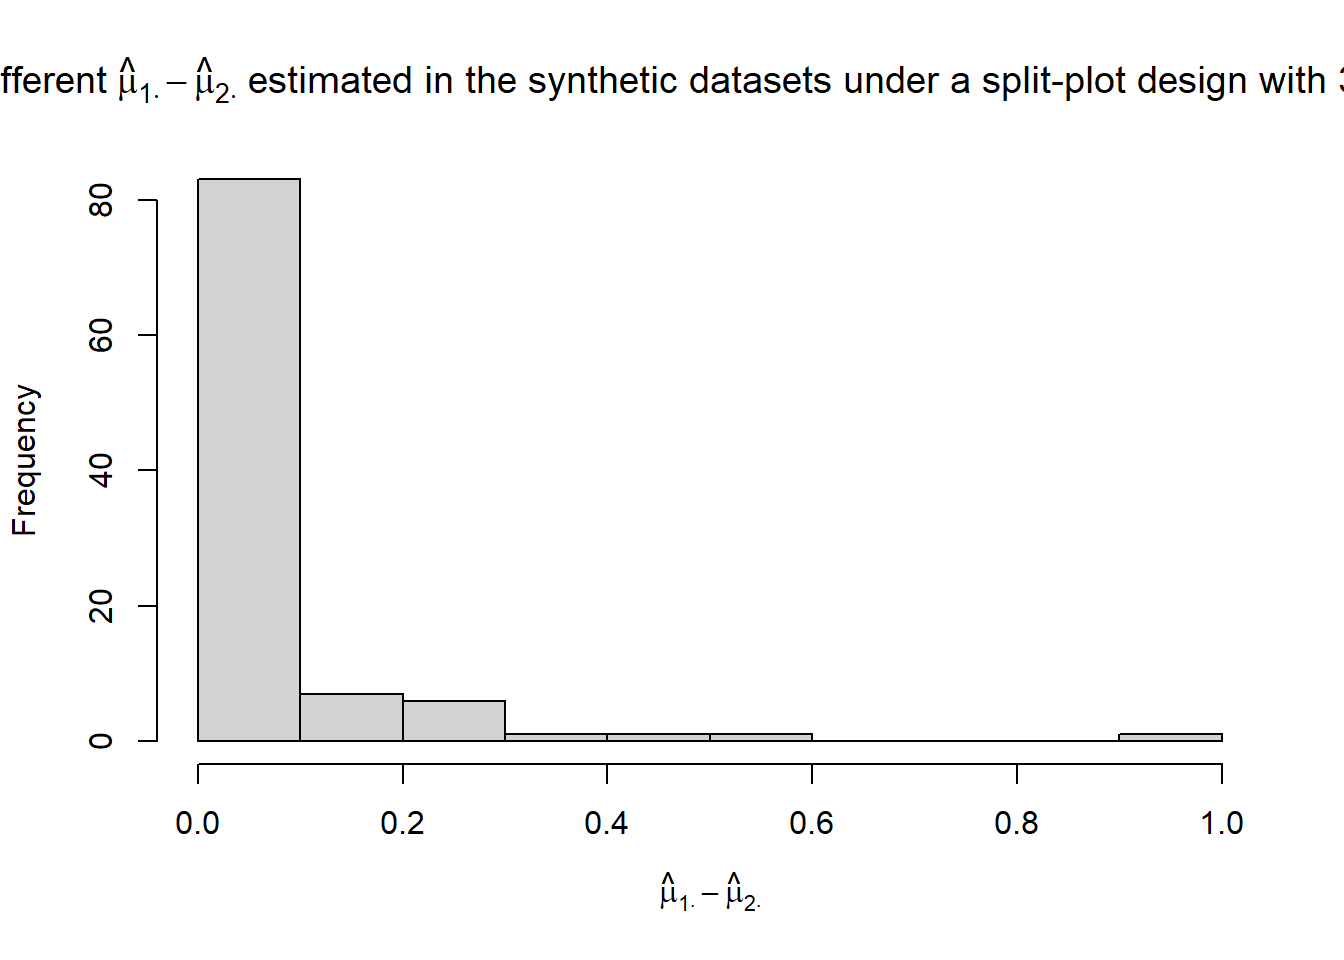 fferent μ̂₁. − μ̂₂. estimated in the synthetic datasets under a split-plot design with
Frequency
80
60
40
20
0
0.0 0.2 0.4 0.6 0.8 1.0
μ̂₁. − μ̂₂.